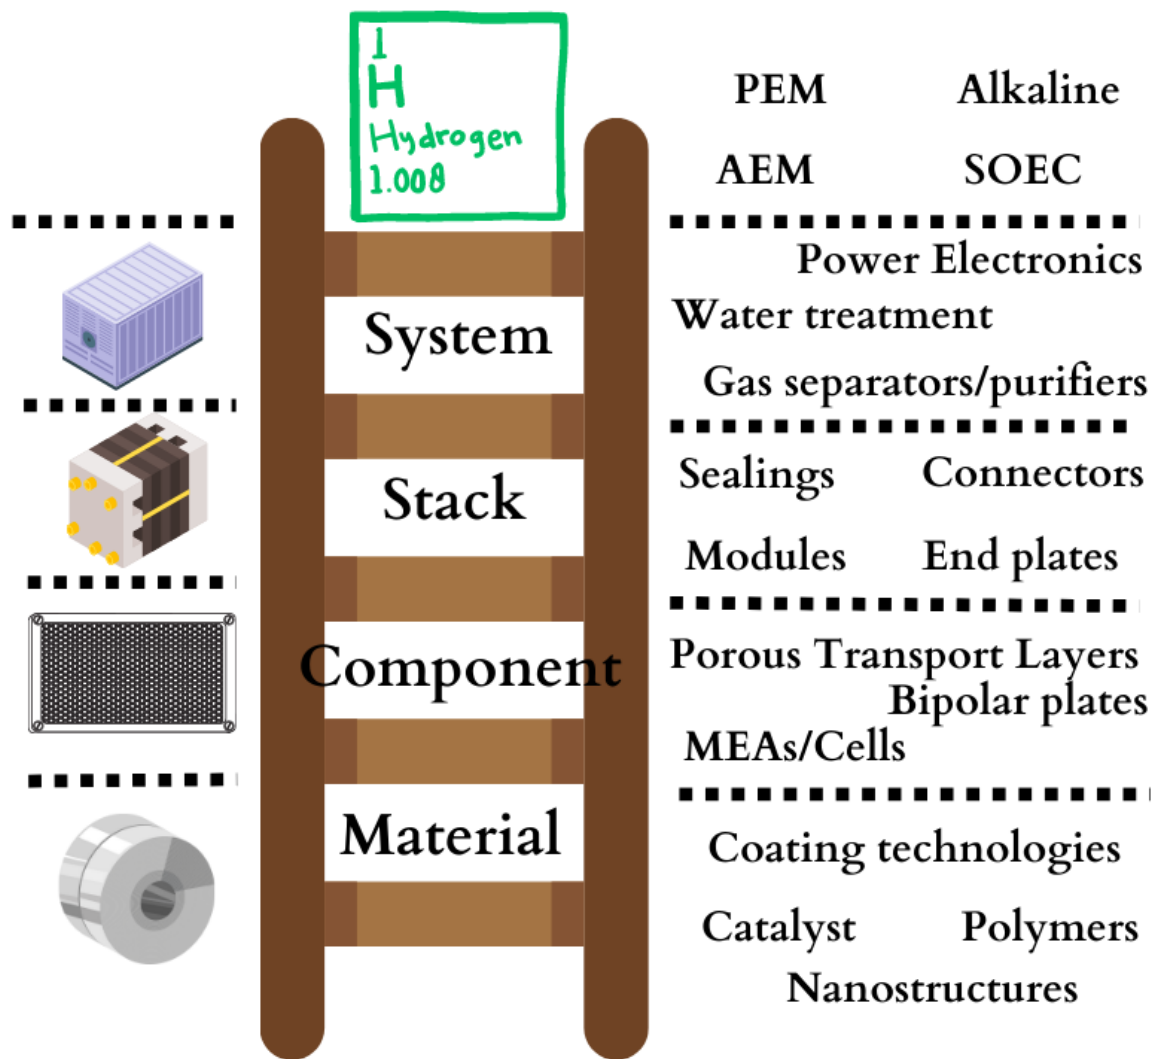 1
H
Hydrogen
1.008
PEM Alkaline
AEM SOEC
System
Power Electronics
Water treatment
Gas separators/purifiers
Stack
Sealings Connectors
Modules End plates
Component
Porous Transport Layers
Bipolar plates
MEAs/Cells
Material
Coating technologies
Catalyst Polymers
Nanostructures